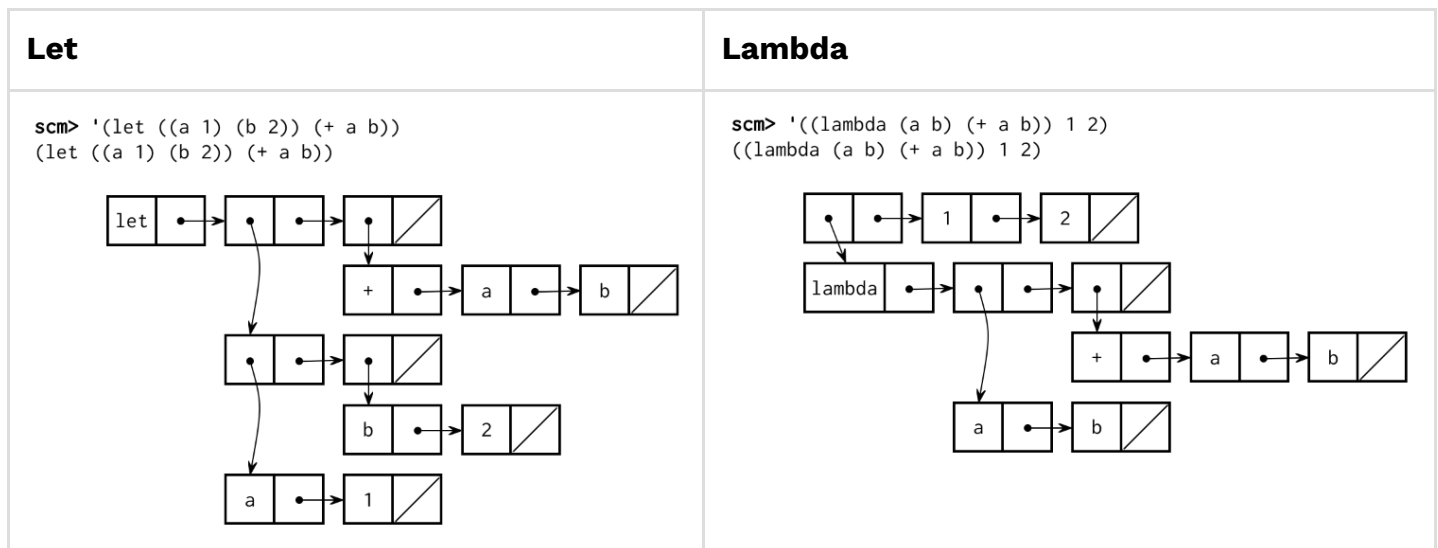 Let
scm> '(let ((a 1) (b 2)) (+ a b))
(let ((a 1) (b 2)) (+ a b))
let
+ a b
b 2
a 1
Lambda
scm> '((lambda (a b) (+ a b)) 1 2)
((lambda (a b) (+ a b)) 1 2)
1 2
lambda
+ a b
a b